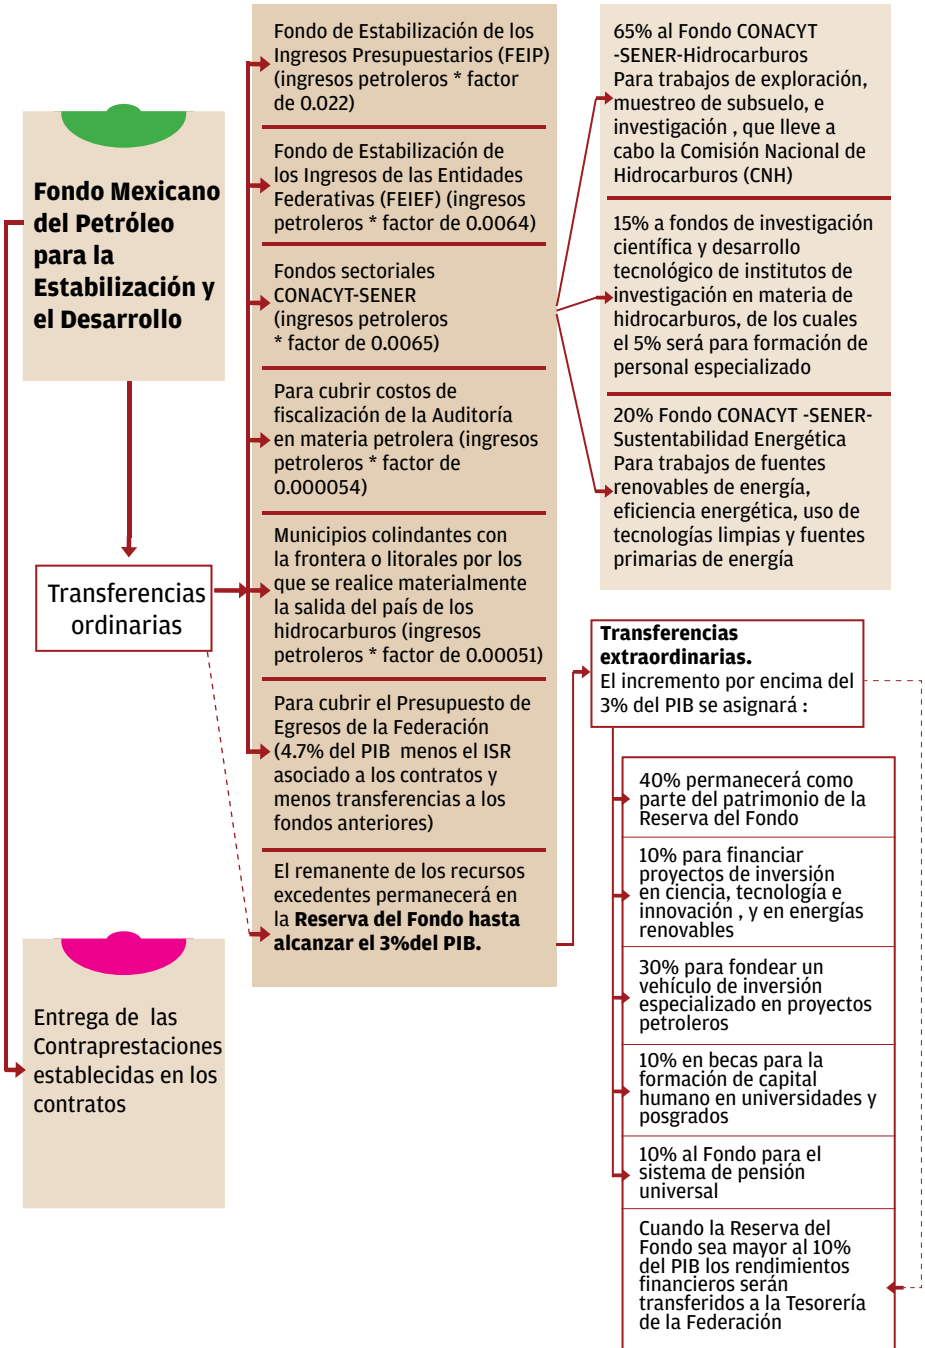 Fondo Mexicano
del Petróleo
para la
Estabilización y
el Desarrollo
Transferencias
ordinarias
Entrega de las
Contraprestaciones
establecidas en los
contratos
Fondo de Estabilización de los
Ingresos Presupuestarios (FEIP)
(ingresos petroleros * factor
de 0.022)
Fondo de Estabilización de
los Ingresos de las Entidades
Federativas (FEIEF) (ingresos
petroleros * factor de 0.0064)
Fondos sectoriales
CONACYT-SENER
(ingresos petroleros
* factor de 0.0065)
Para cubrir costos de
fiscalización de la Auditoría
en materia petrolera (ingresos
petroleros * factor de
0.000054)
Municipios colindantes con
la frontera o litorales por los
que se realice materialmente
la salida del país de los
hidrocarburos (ingresos
petroleros * factor de 0.00051)
Para cubrir el Presupuesto de
Egresos de la Federación
(4.7% del PIB menos el ISR
asociado a los contratos y
menos transferencias a los
fondos anteriores)
El remanente de los recursos
excedentes permanecerá en
la Reserva del Fondo hasta
alcanzar el 3%del PIB.
65% al Fondo CONACYT
-SENER-Hidrocarburos
Para trabajos de exploración,
muestreo de subsuelo, e
investigación , que lleve a
cabo la Comisión Nacional de
Hidrocarburos (CNH)
15% a fondos de investigación
científica y desarrollo
tecnológico de institutos de
investigación en materia de
hidrocarburos, de los cuales
el 5% será para formación de
personal especializado
20% Fondo CONACYT -SENER-
Sustentabilidad Energética
Para trabajos de fuentes
renovables de energía,
eficiencia energética, uso de
tecnologías limpias y fuentes
primarias de energía
Transferencias
extraordinarias.
El incremento por encima del
3% del PIB se asignará :
40% permanecerá como
parte del patrimonio de la
Reserva del Fondo
10% para financiar
proyectos de inversión
en ciencia, tecnología e
innovación , y en energías
renovables
30% para fondear un
vehículo de inversión
especializado en proyectos
petroleros
10% en becas para la
formación de capital
humano en universidades y
posgrados
10% al Fondo para el
sistema de pensión
universal
Cuando la Reserva del
Fondo sea mayor al 10%
del PIB los rendimientos
financieros serán
transferidos a la Tesorería
de la Federación